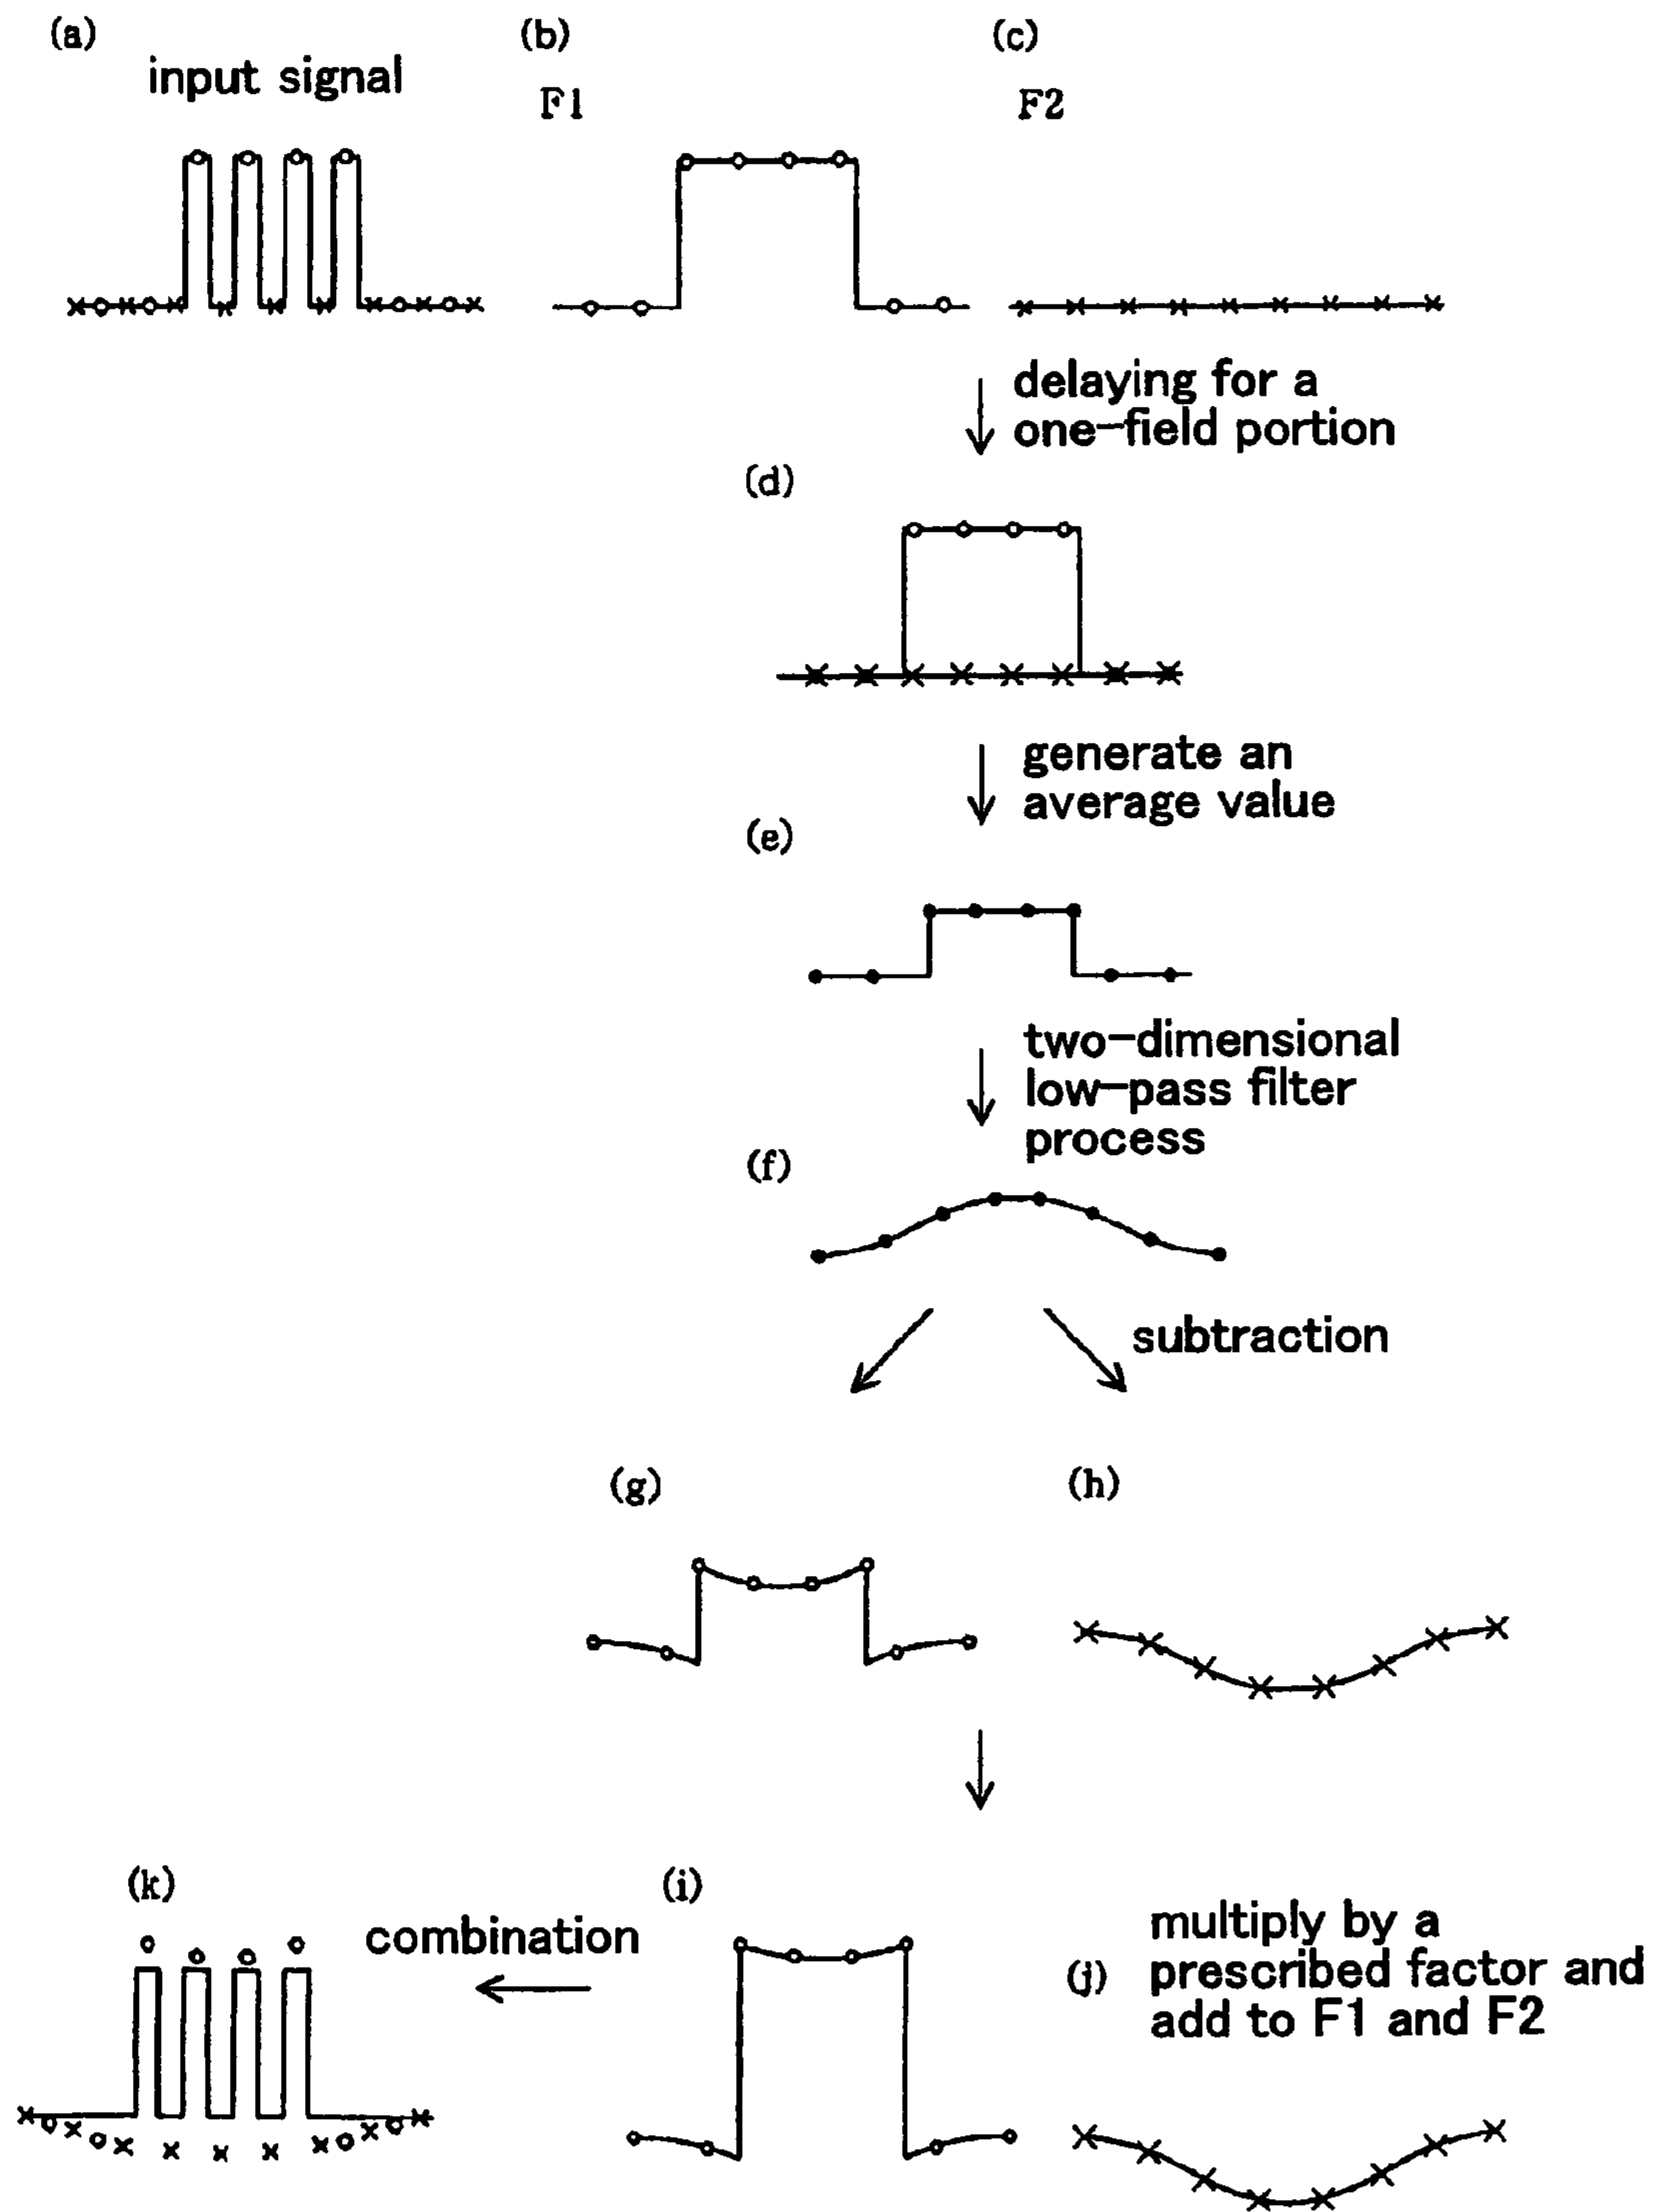 (a)
input signal
(b)
F1
(c)
F2
delaying for a
one-field portion
(d)
generate an
average value
(e)
two-dimensional
low-pass filter
process
(f)
subtraction
(g)
(h)
(k)
combination
(i)
(j)
multiply by a
prescribed factor and
add to F1 and F2